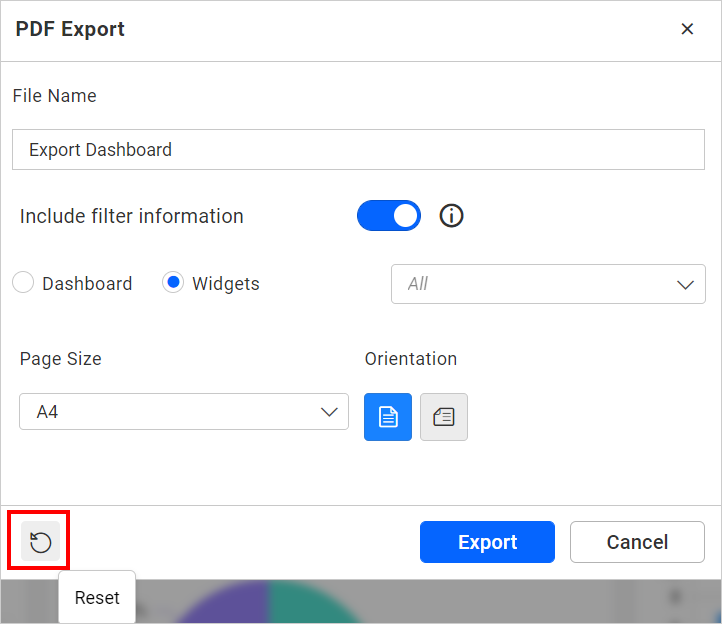 PDF Export
File Name
Export Dashboard
Include filter information
Dashboard Widgets All
Page Size Orientation
A4
Export Cancel
Reset